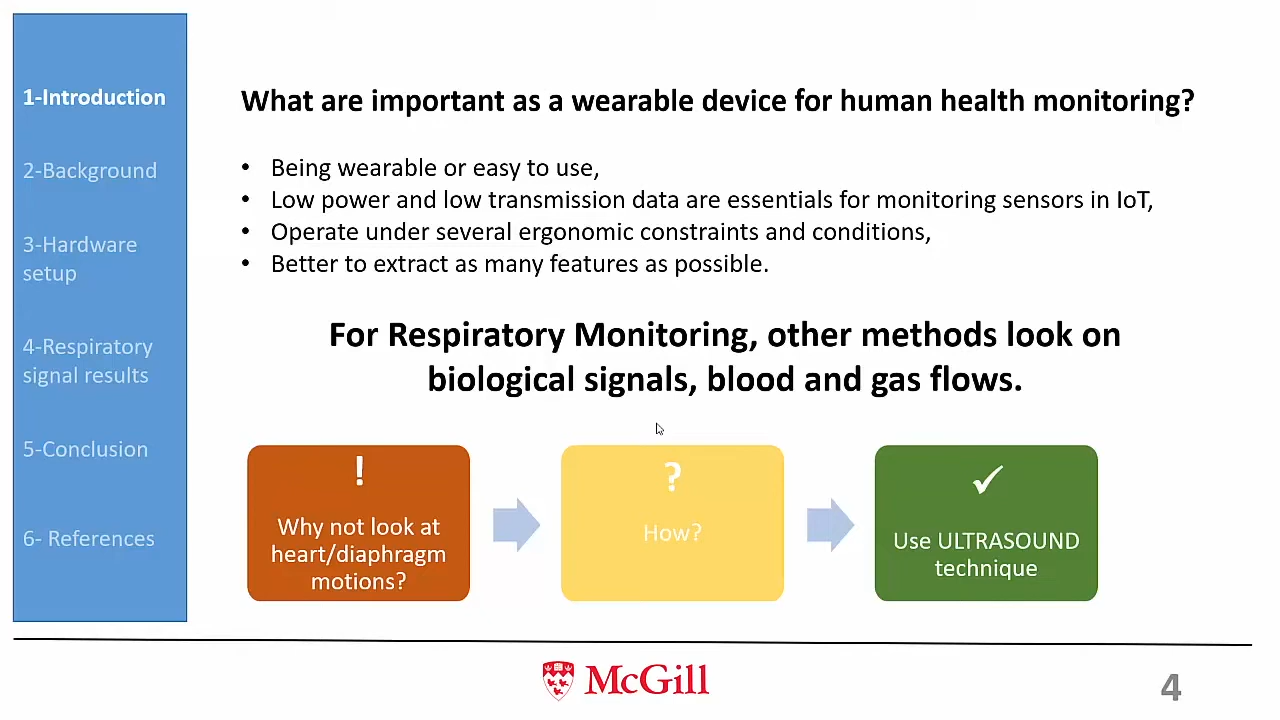 1-Introduction
2-Background
3-Hardware
setup
4-Respiratory
signal results
5-Conclusion
6- References
What are important as a wearable device for human health monitoring?
• Being wearable or easy to use,
• Low power and low transmission data are essentials for monitoring sensors in IoT,
• Operate under several ergonomic constraints and conditions,
• Better to extract as many features as possible.
For Respiratory Monitoring, other methods look on
biological signals, blood and gas flows.
!
Why not look at
heart/diaphragm
motions?
?
How?
✓
Use ULTRASOUND
technique
McGill
4